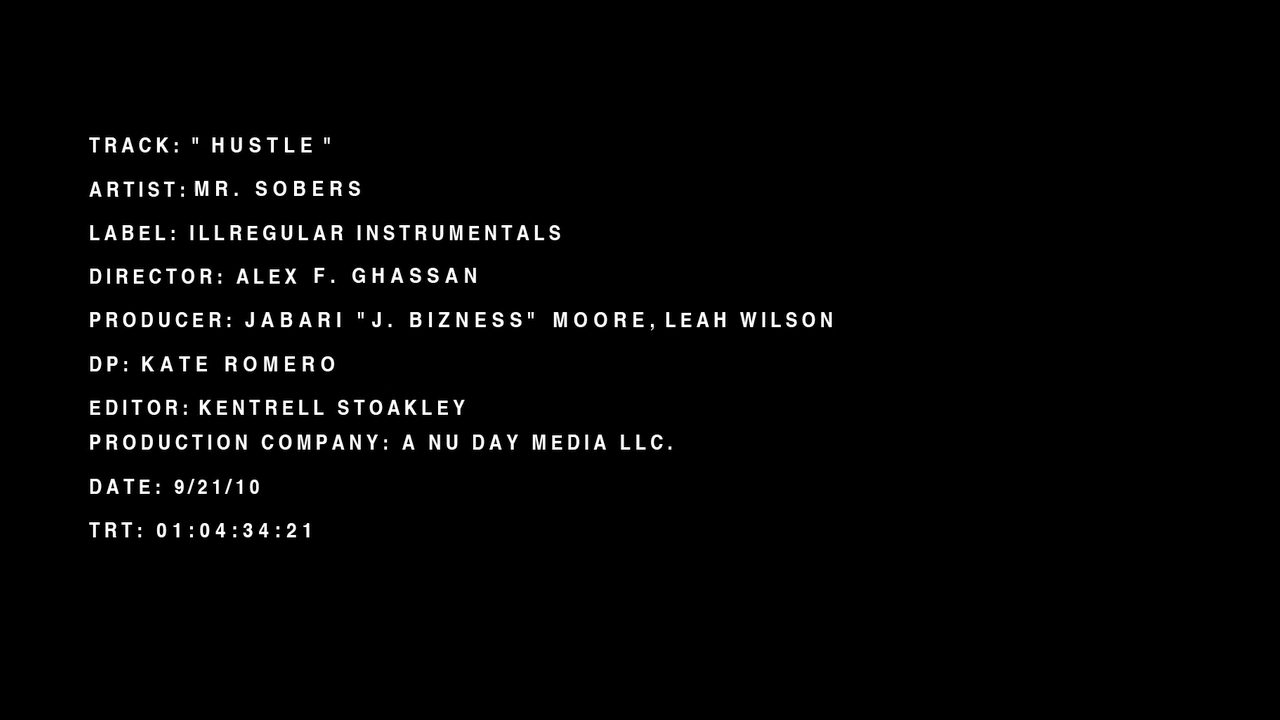 TRACK: " HUSTLE "
ARTIST: MR. SOBERS
LABEL: ILLREGULAR INSTRUMENTALS
DIRECTOR: ALEX F. GHASSAN
PRODUCER: JABARI "J. BIZNESS" MOORE, LEAH WILSON
DP: KATE ROMERO
EDITOR: KENTRELL STOAKLEY
PRODUCTION COMPANY: A NU DAY MEDIA LLC.
DATE: 9/21/10
TRT: 01:04:34:21